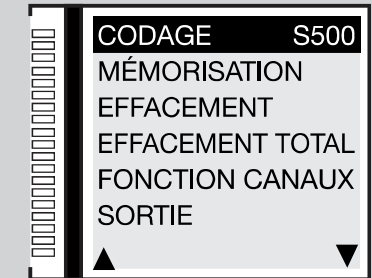 CODAGE S500
MÉMORISATION
EFFACEMENT
EFFACEMENT TOTAL
FONCTION CANAUX
SORTIE